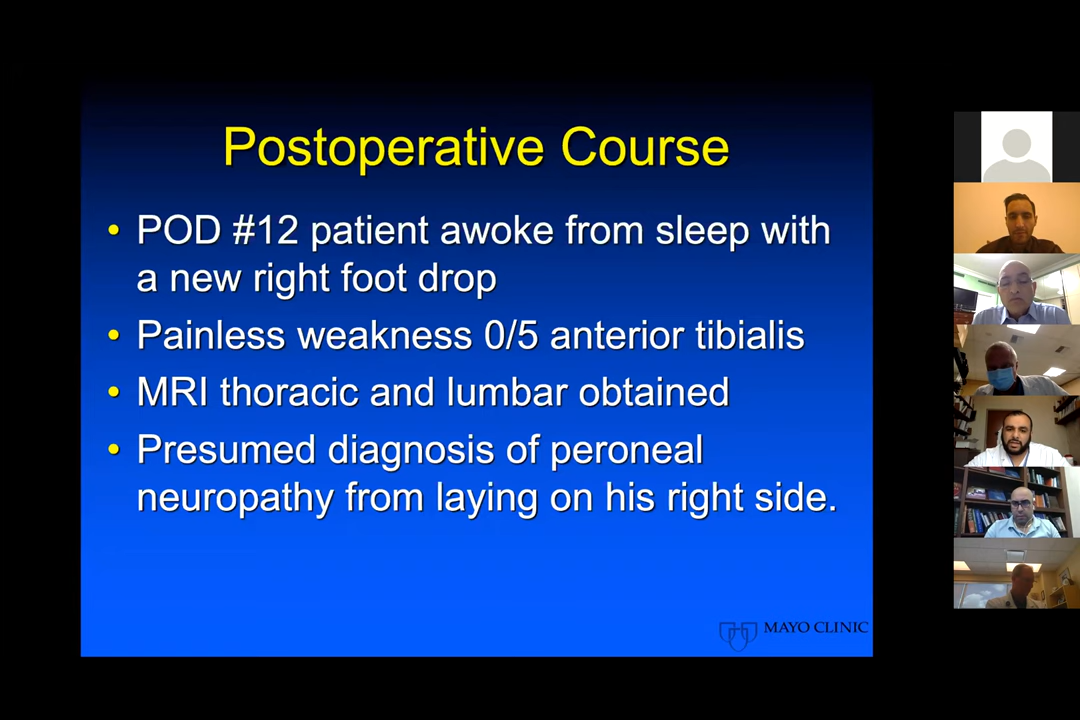 Postoperative Course
• POD #12 patient awoke from sleep with
a new right foot drop
• Painless weakness 0/5 anterior tibialis
• MRI thoracic and lumbar obtained
• Presumed diagnosis of peroneal
neuropathy from laying on his right side.
MAYO CLINIC